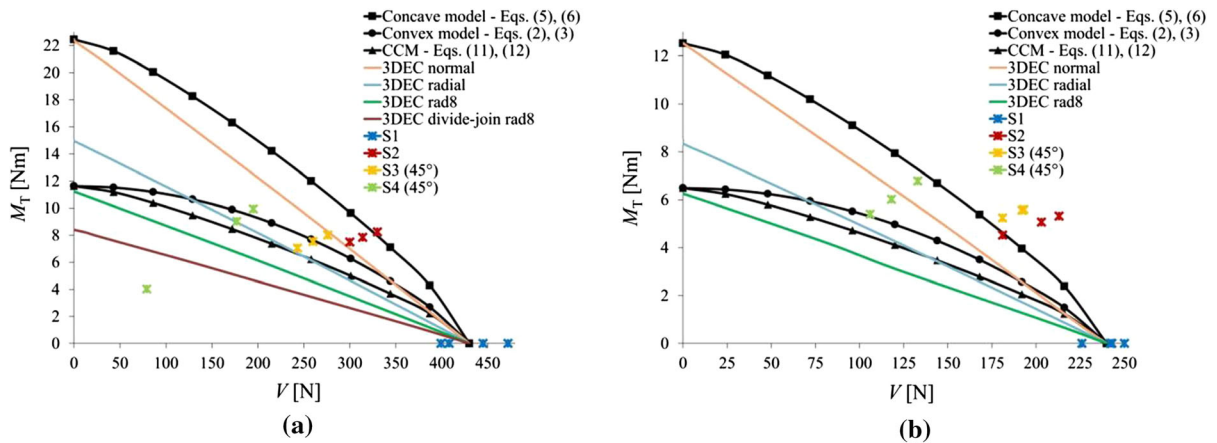 Concave model - Eqs. (5), (6)
Convex model - Eqs. (2), (3)
CCM - Eqs. (11), (12)
3DEC normal
3DEC radial
3DEC rad8
3DEC divide-join rad8
S1
S2
S3 (45°)
S4 (45°)
22
20
18
16
14
12
10
8
6
4
2
0
MT [Nm]
0 50 100 150 200 250 300 350 400 450
V [N]
(a)
Concave model - Eqs. (5), (6)
Convex model - Eqs. (2), (3)
CCM - Eqs. (11), (12)
3DEC normal
3DEC radial
3DEC rad8
S1
S2
S3 (45°)
S4 (45°)
12
10
8
6
4
2
0
MT [Nm]
0 25 50 75 100 125 150 175 200 225 250
V [N]
(b)